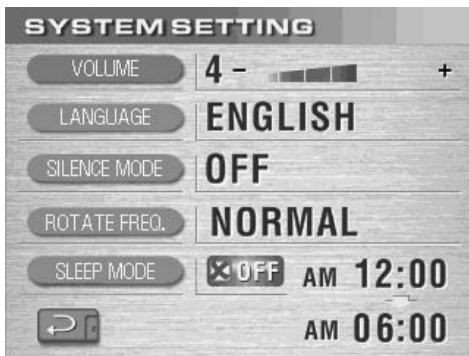 SYSTEM SETTING
VOLUME 4 - +
LANGUAGE ENGLISH
SILENCE MODE OFF
ROTATE FREQ. NORMAL
SLEEP MODE OFF AM 12:00
AM 06:00